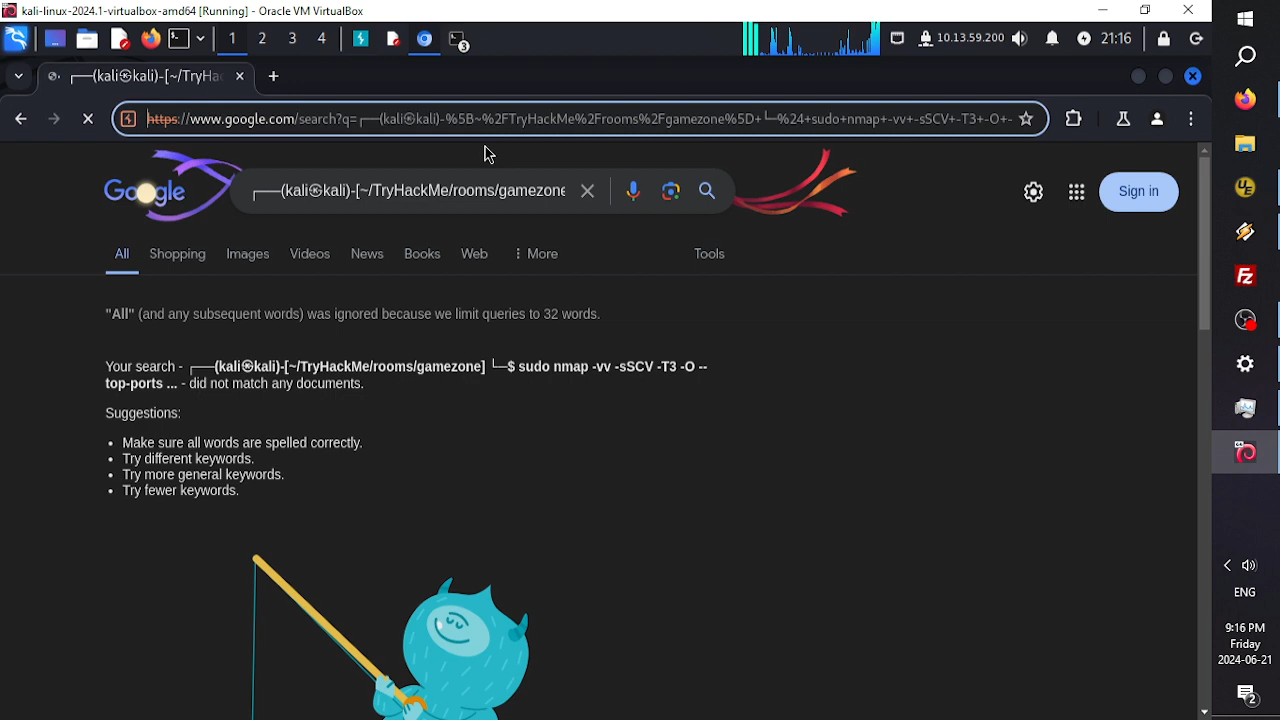 kali-linux-2024.1-virtualbox-amd64 [Running] - Oracle VM VirtualBox
1 2 3 4
3
10.13.59.200
21:16
┌──(kali㉿kali)-[~/TryHac
https://www.google.com/search?q=┌──(kali㉿kali)-%5B~%2FTryHackMe%2Frooms%2Fgamezone%5D+└─%24+sudo+nmap+-vv+-sSCV+-T3+-O+-
Google
┌──(kali㉿kali)-[~/TryHackMe/rooms/gamezone
Sign in
All Shopping Images Videos News Books Web More Tools
"All" (and any subsequent words) was ignored because we limit queries to 32 words.
Your search - ┌──(kali㉿kali)-[~/TryHackMe/rooms/gamezone] └─$ sudo nmap -vv -sSCV -T3 -O --
top-ports ... - did not match any documents.
Suggestions:
Make sure all words are spelled correctly.
Try different keywords.
Try more general keywords.
Try fewer keywords.
UE
FZ
ENG
9:16 PM
Friday
2024-06-21
2